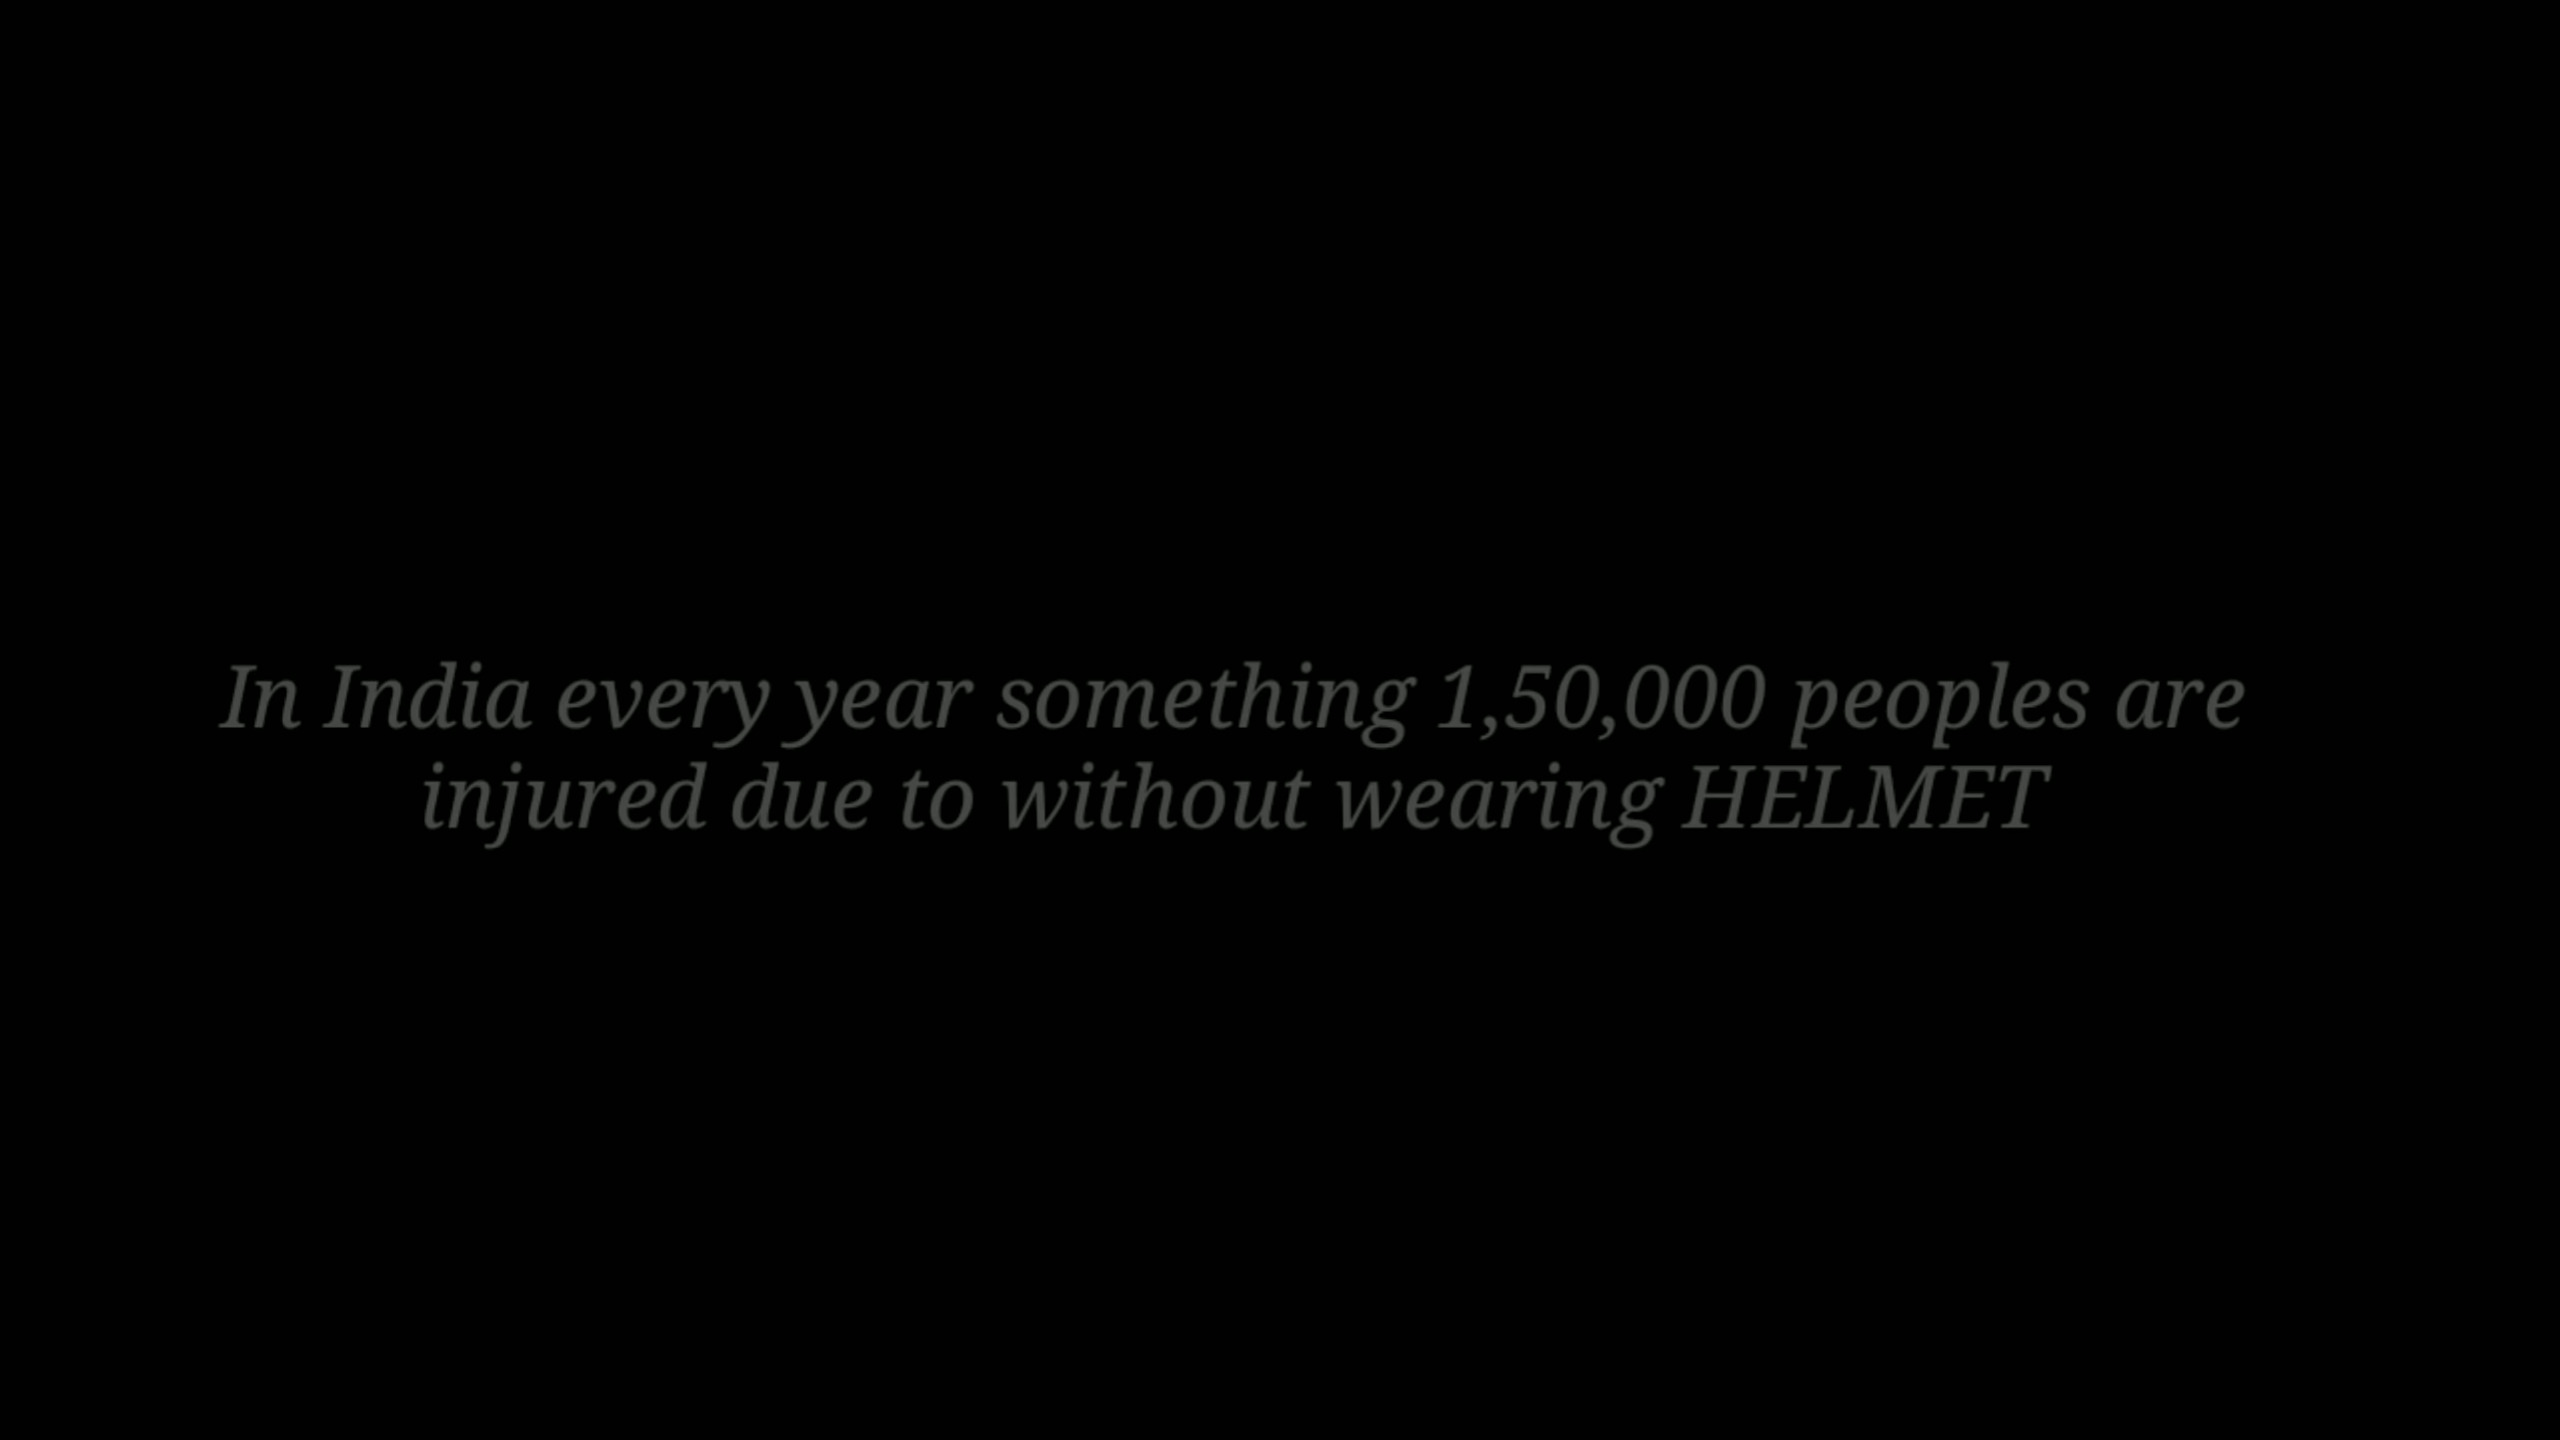 In India every year something 1,50,000 peoples are
injured due to without wearing HELMET